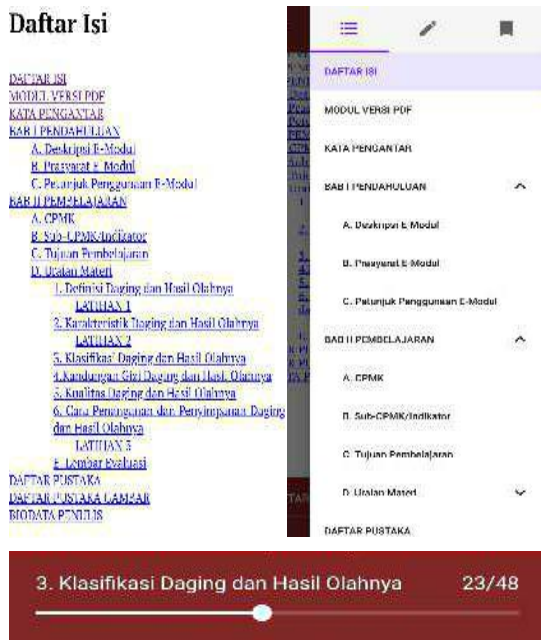 Daftar Isi
DAFTAR ISI
MODUL VERSI PDF
KATA PENGANTAR
BAB I PENDAHULUAN
A. Deskripsi E-Modul
B. Prasyarat E-Modul
C. Petunjuk Penggunaan E-Modul
BAB II PEMBELAJARAN
A. CPMK
B. Sub-CPMK/Indikator
C. Tujuan Pembelajaran
D. Uraian Materi
1. Definisi Daging dan Hasil Olahnya
LATIHAN 1
2. Karakteristik Daging dan Hasil Olahnya
LATIHAN 2
3. Klasifikasi Daging dan Hasil Olahnya
4.Kandungan Gizi Daging dan Hasil Olahnya
5. Kualitas Daging dan Hasil Olahnya
6. Cara Penanganan dan Penyimpanan Daging
dan Hasil Olahnya
LATIHAN 3
E. Lembar Evaluasi
DAFTAR PUSTAKA
DAFTAR PUSTAKA GAMBAR
BIODATA PENULIS
DAFTAR ISI
MODUL VERSI PDF
KATA PENGANTAR
BAB I PENDAHULUAN
A. Deskripsi E-Modul
B. Prasyarat E-Modul
C. Petunjuk Penggunaan E-Modul
BAB II PEMBELAJARAN
A. CPMK
B. Sub-CPMK/Indikator
C. Tujuan Pembelajaran
D. Uraian Materi
DAFTAR PUSTAKA
3. Klasifikasi Daging dan Hasil Olahnya 23/48